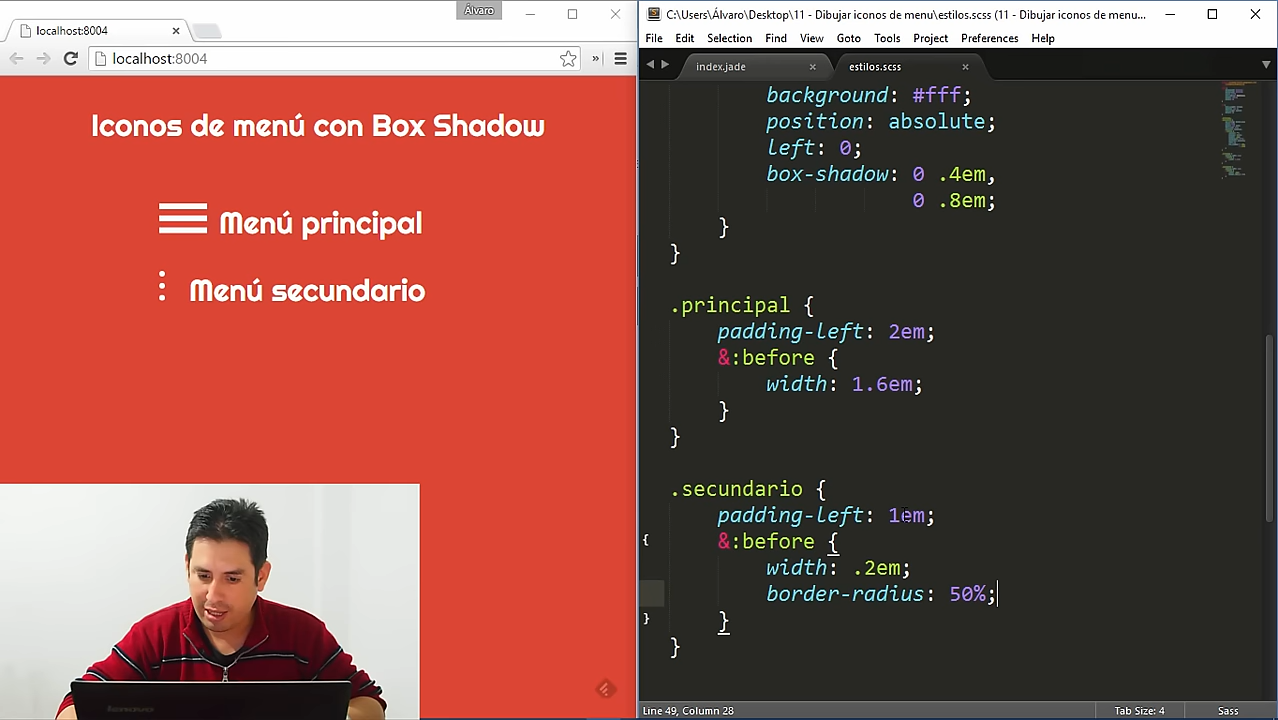 Álvaro
localhost:8004
localhost:8004
»
Iconos de menú con Box Shadow
Menú principal
Menú secundario
lenovo
C:\Users\Álvaro\Desktop\11 - Dibujar iconos de menu\estilos.scss (11 - Dibujar iconos de menu...
File Edit Selection Find View Goto Tools Project Preferences Help
index.jade estilos.scss
background: #fff;
position: absolute;
left: 0;
box-shadow: 0 .4em,
0 .8em;
}
}
.principal {
padding-left: 2em;
&:before {
width: 1.6em;
}
}
.secundario {
padding-left: 1em;
&:before {
width: .2em;
border-radius: 50%;
}
}
Line 49, Column 28 Tab Size: 4 Sass